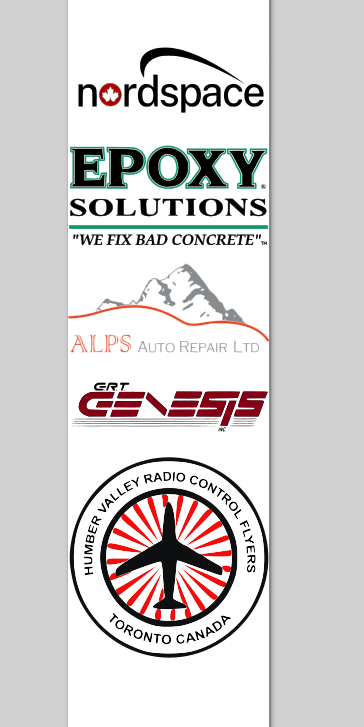 nordspace
EPOXY®
SOLUTIONS
"WE FIX BAD CONCRETE"™
ALPS AUTO REPAIR LTD
GRT
GENESIS
INC
HUMBER VALLEY RADIO CONTROL FLYERS
TORONTO CANADA